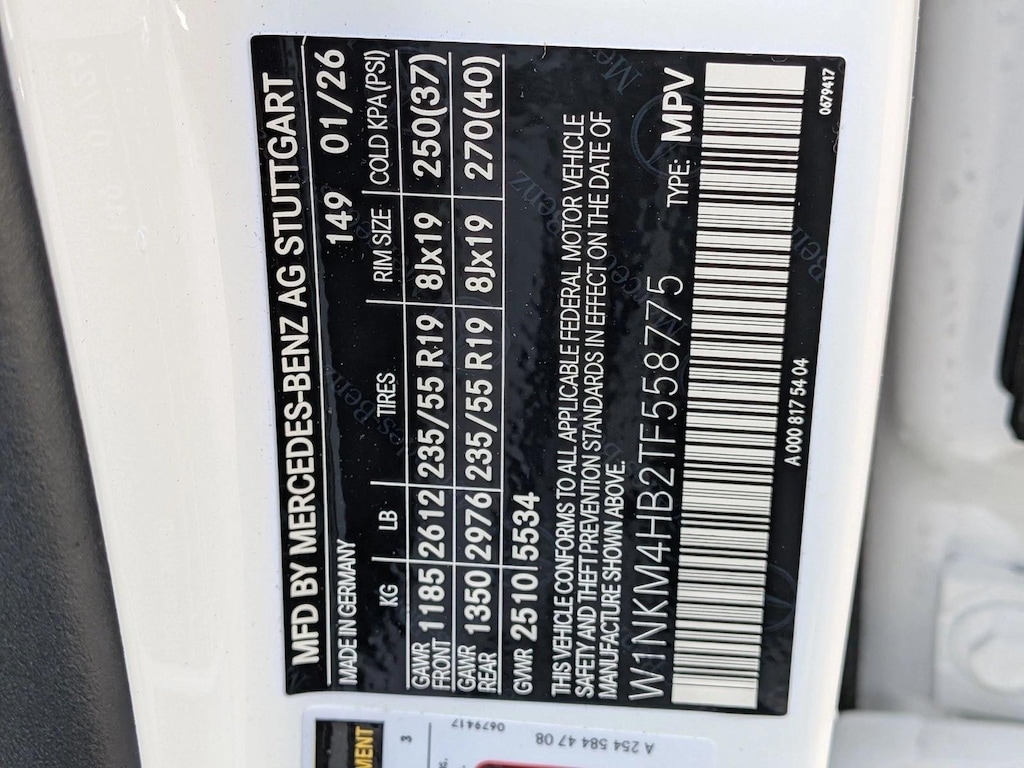 MFD BY MERCEDES-BENZ AG STUTTGART
MADE IN GERMANY 149 01/26
KG LB TIRES RIM SIZE COLD KPA(PSI)
GAWR FRONT 1185 2612 235/55 R19 8Jx19 250(37)
GAWR REAR 1350 2976 235/55 R19 8Jx19 270(40)
GWR 2510 5534
THIS VEHICLE CONFORMS TO ALL APPLICABLE FEDERAL MOTOR VEHICLE
SAFETY AND THEFT PREVENTION STANDARDS IN EFFECT ON THE DATE OF
MANUFACTURE SHOWN ABOVE.
W1NKM4HB2TF558775 TYPE: MPV
A 000 817 54 04 0679417
3
0679417
A 254 584 47 08